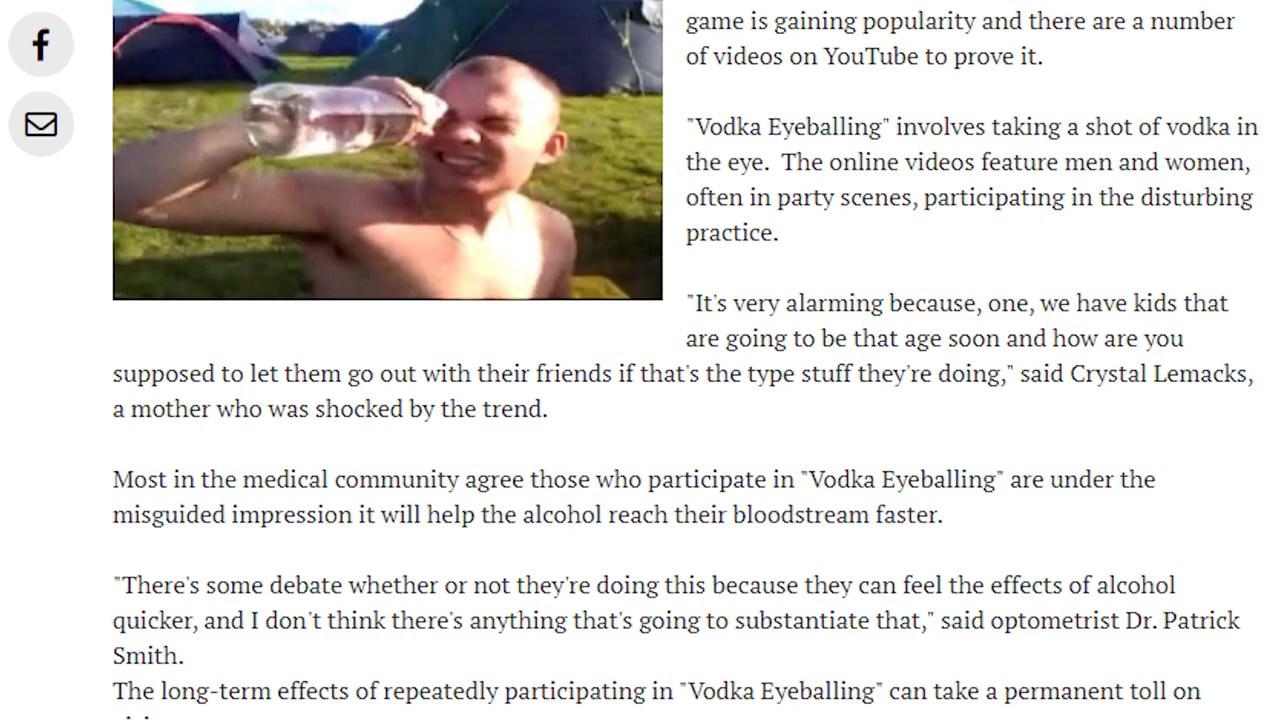 game is gaining popularity and there are a number
of videos on YouTube to prove it.
"Vodka Eyeballing" involves taking a shot of vodka in
the eye.  The online videos feature men and women,
often in party scenes, participating in the disturbing
practice.
"It's very alarming because, one, we have kids that
are going to be that age soon and how are you
supposed to let them go out with their friends if that's the type stuff they're doing," said Crystal Lemacks,
a mother who was shocked by the trend.
Most in the medical community agree those who participate in "Vodka Eyeballing" are under the
misguided impression it will help the alcohol reach their bloodstream faster.
"There's some debate whether or not they're doing this because they can feel the effects of alcohol
quicker, and I don't think there's anything that's going to substantiate that," said optometrist Dr. Patrick
Smith.
The long-term effects of repeatedly participating in "Vodka Eyeballing" can take a permanent toll on